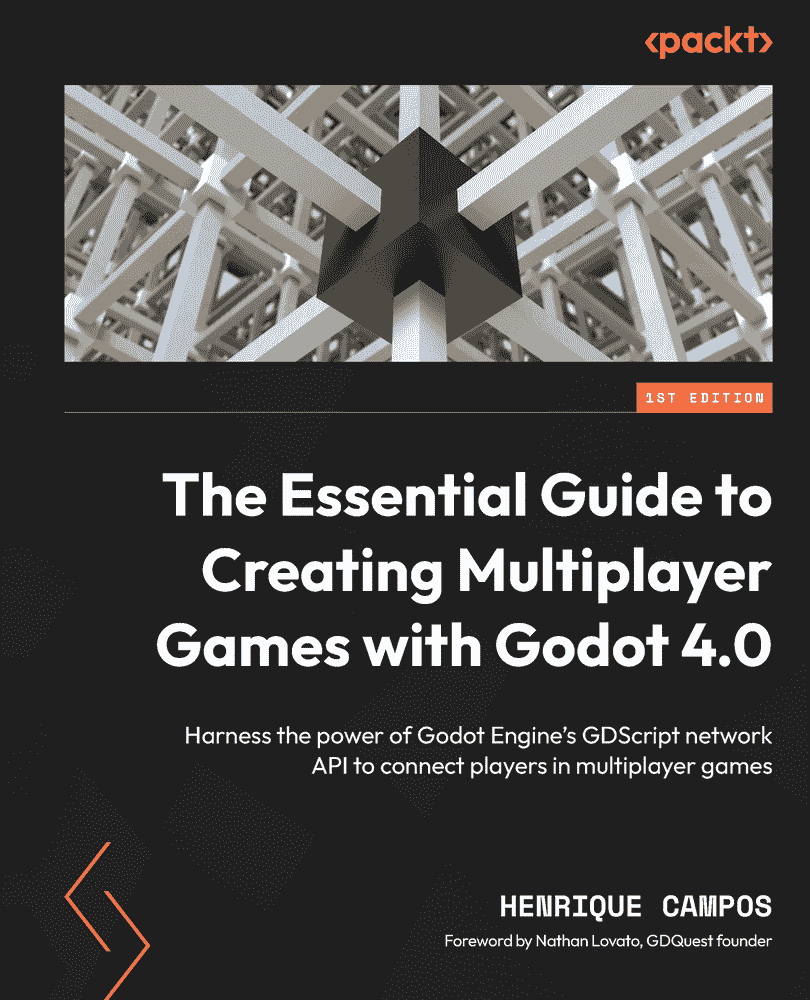 <packt>
1ST EDITION
The Essential Guide to
Creating Multiplayer
Games with Godot 4.0
Harness the power of Godot Engine’s GDScript network
API to connect players in multiplayer games
HENRIQUE CAMPOS
Foreword by Nathan Lovato, GDQuest founder